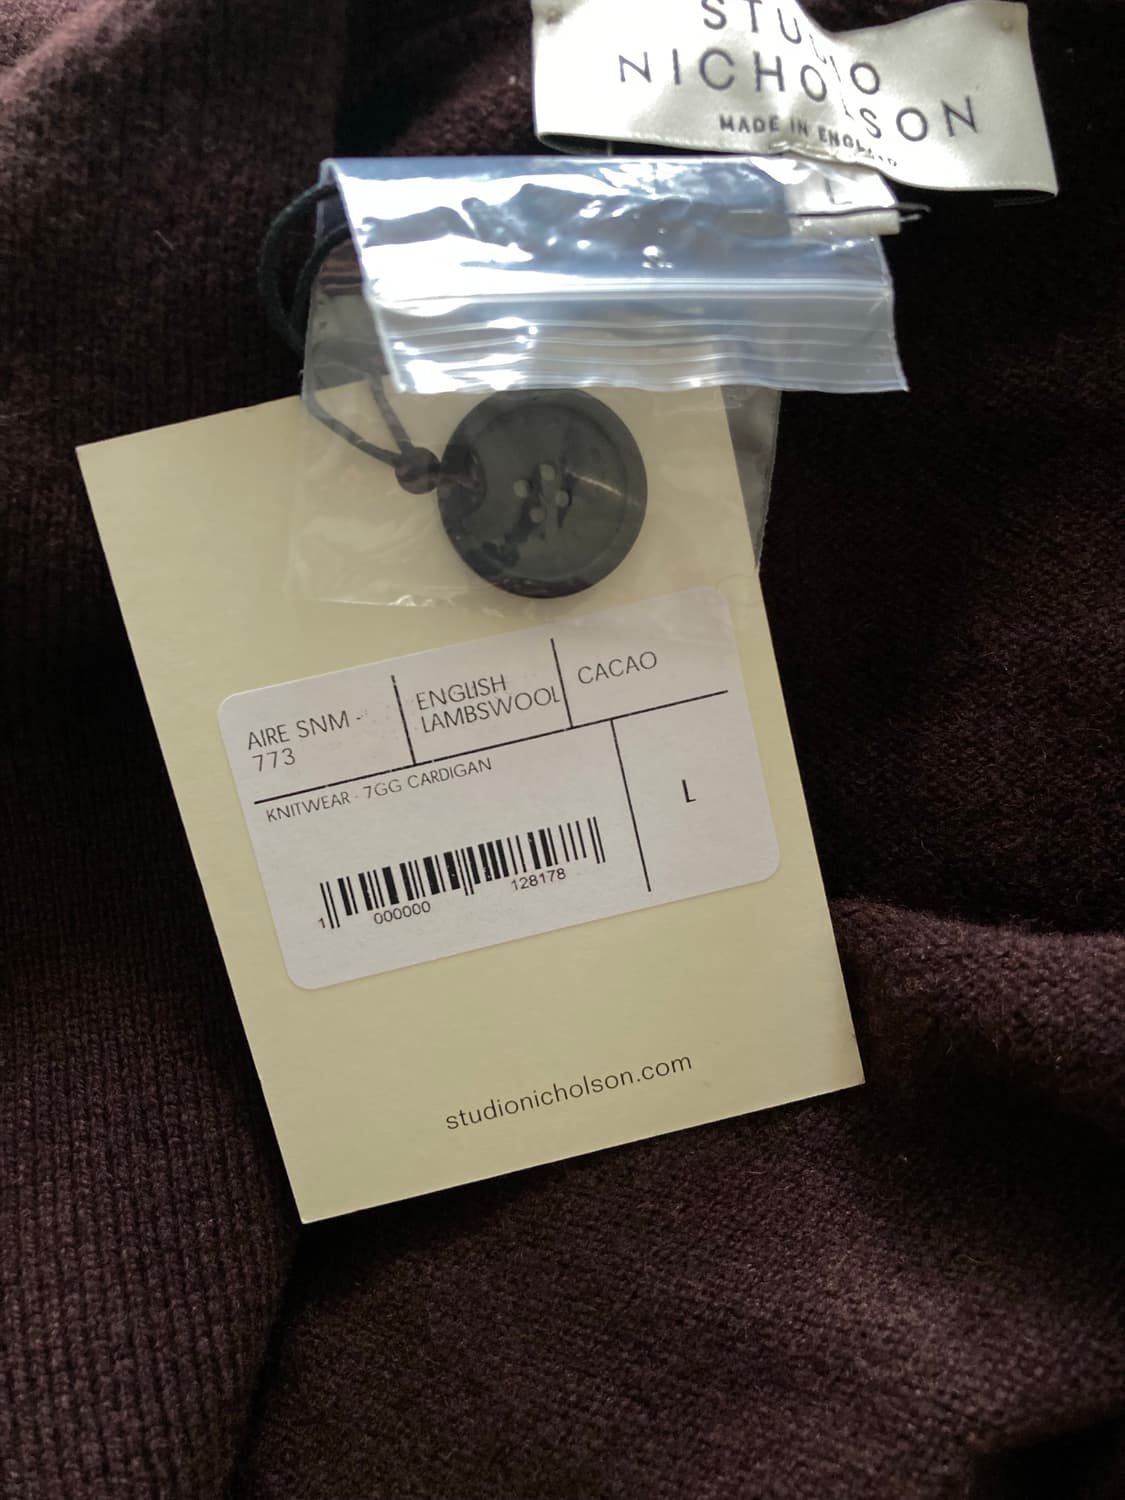 STUDIO
NICHOLSON
MADE IN ENGLAND
L
AIRE SNM -
773
ENGLISH
LAMBSWOOL
CACAO
KNITWEAR - 7GG CARDIGAN
L
1 000000 128178
studionicholson.com